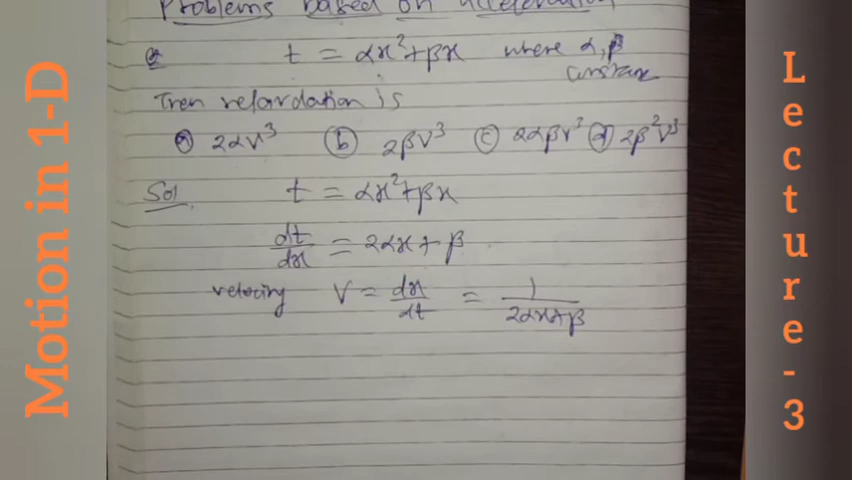 Motion in 1-D
Problems based on acceleration
Q t = αx²+βx where α, β
constant
Then retardation is
(a) 2αV³ (b) 2βV³ (c) 2αβV³ (d) 2β²V³
Sol t = αx²+βx
dt/dx = 2αx+β
velocity V = dx/dt = 1/2αx+β
Lecture-3